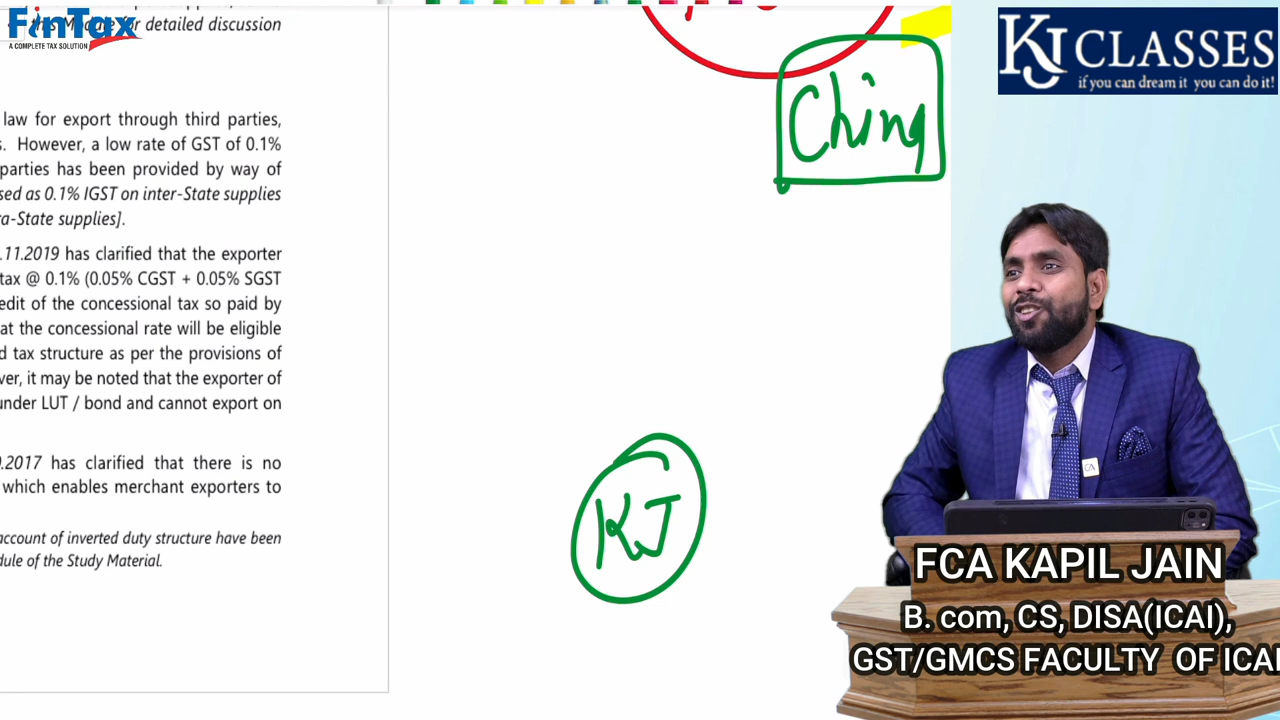 FinTax
A COMPLETE TAX SOLUTION
this Module for detailed discussion
law for export through third parties,
s. However, a low rate of GST of 0.1%
parties has been provided by way of
sed as 0.1% IGST on inter-State supplies
ra-State supplies].
.11.2019 has clarified that the exporter
tax @ 0.1% (0.05% CGST + 0.05% SGST
edit of the concessional tax so paid by
at the concessional rate will be eligible
d tax structure as per the provisions of
ver, it may be noted that the exporter of
under LUT / bond and cannot export on
9.2017 has clarified that there is no
which enables merchant exporters to
account of inverted duty structure have been
dule of the Study Material.
China
KJ
KJ CLASSES
if you can dream it you can do it!
CA
FCA KAPIL JAIN
B. com, CS, DISA(ICAI),
GST/GMCS FACULTY OF ICAI